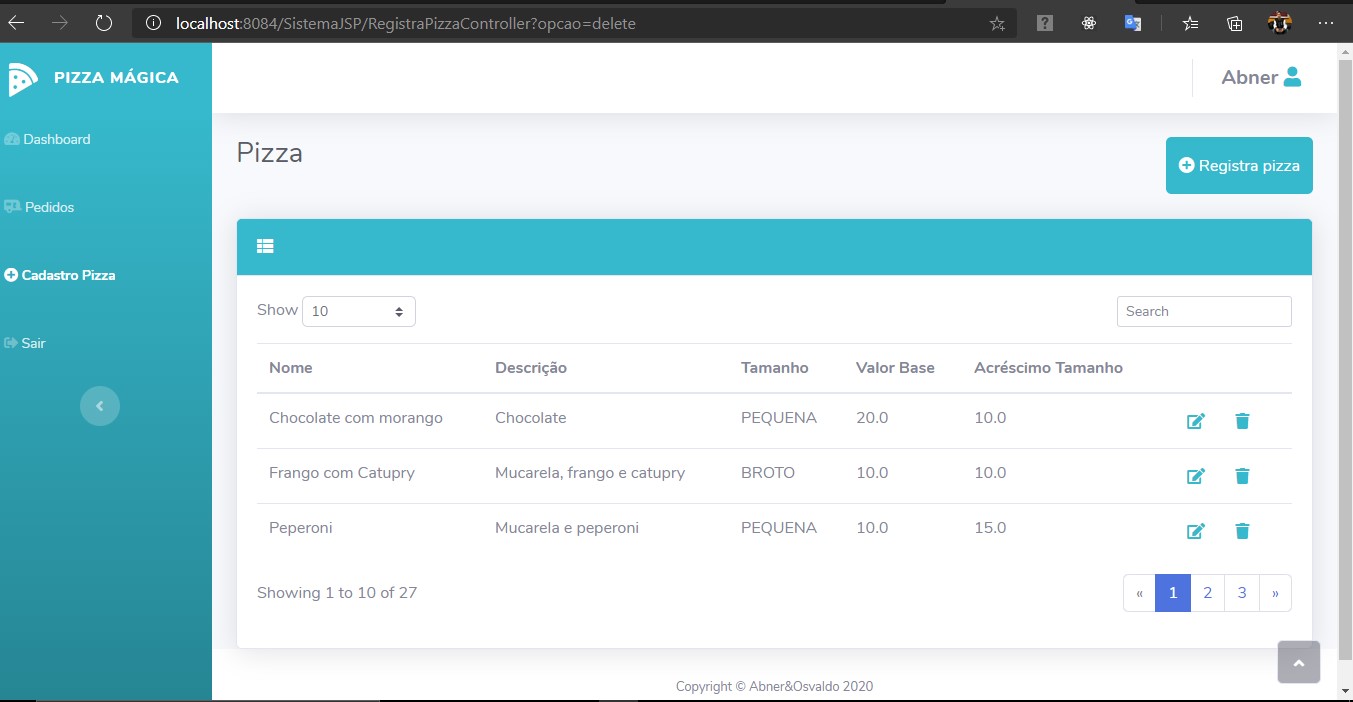 localhost:8084/SistemaJSP/RegistraPizzaController?opcao=delete
PIZZA MÁGICA
Abner
Dashboard
Pedidos
Cadastro Pizza
Sair
Pizza
Registra pizza
Show 10
Search
Nome Descrição Tamanho Valor Base Acréscimo Tamanho
Chocolate com morango Chocolate PEQUENA 20.0 10.0
Frango com Catupry Mucarela, frango e catupry BROTO 10.0 10.0
Peperoni Mucarela e peperoni PEQUENA 10.0 15.0
Showing 1 to 10 of 27
« 1 2 3 »
Copyright © Abner&Osvaldo 2020